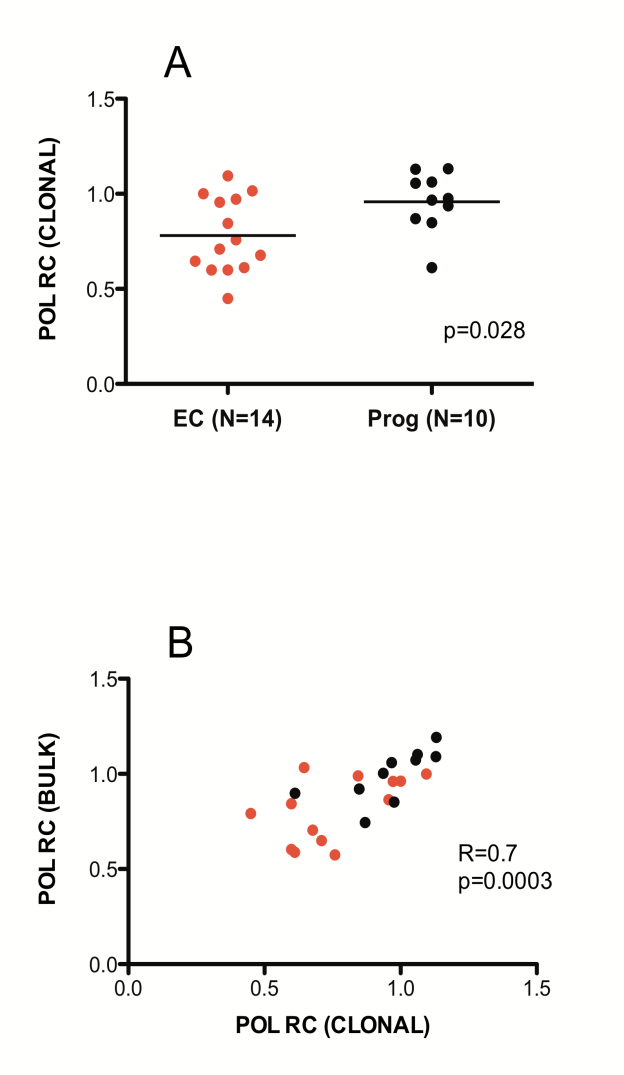 A
1.5
1.0
0.5
0.0
POL RC (CLONAL)
p=0.028
EC (N=14)
Prog (N=10)
B
1.5
1.0
0.5
0.0
POL RC (BULK)
R=0.7
p=0.0003
0.0
0.5
1.0
1.5
POL RC (CLONAL)